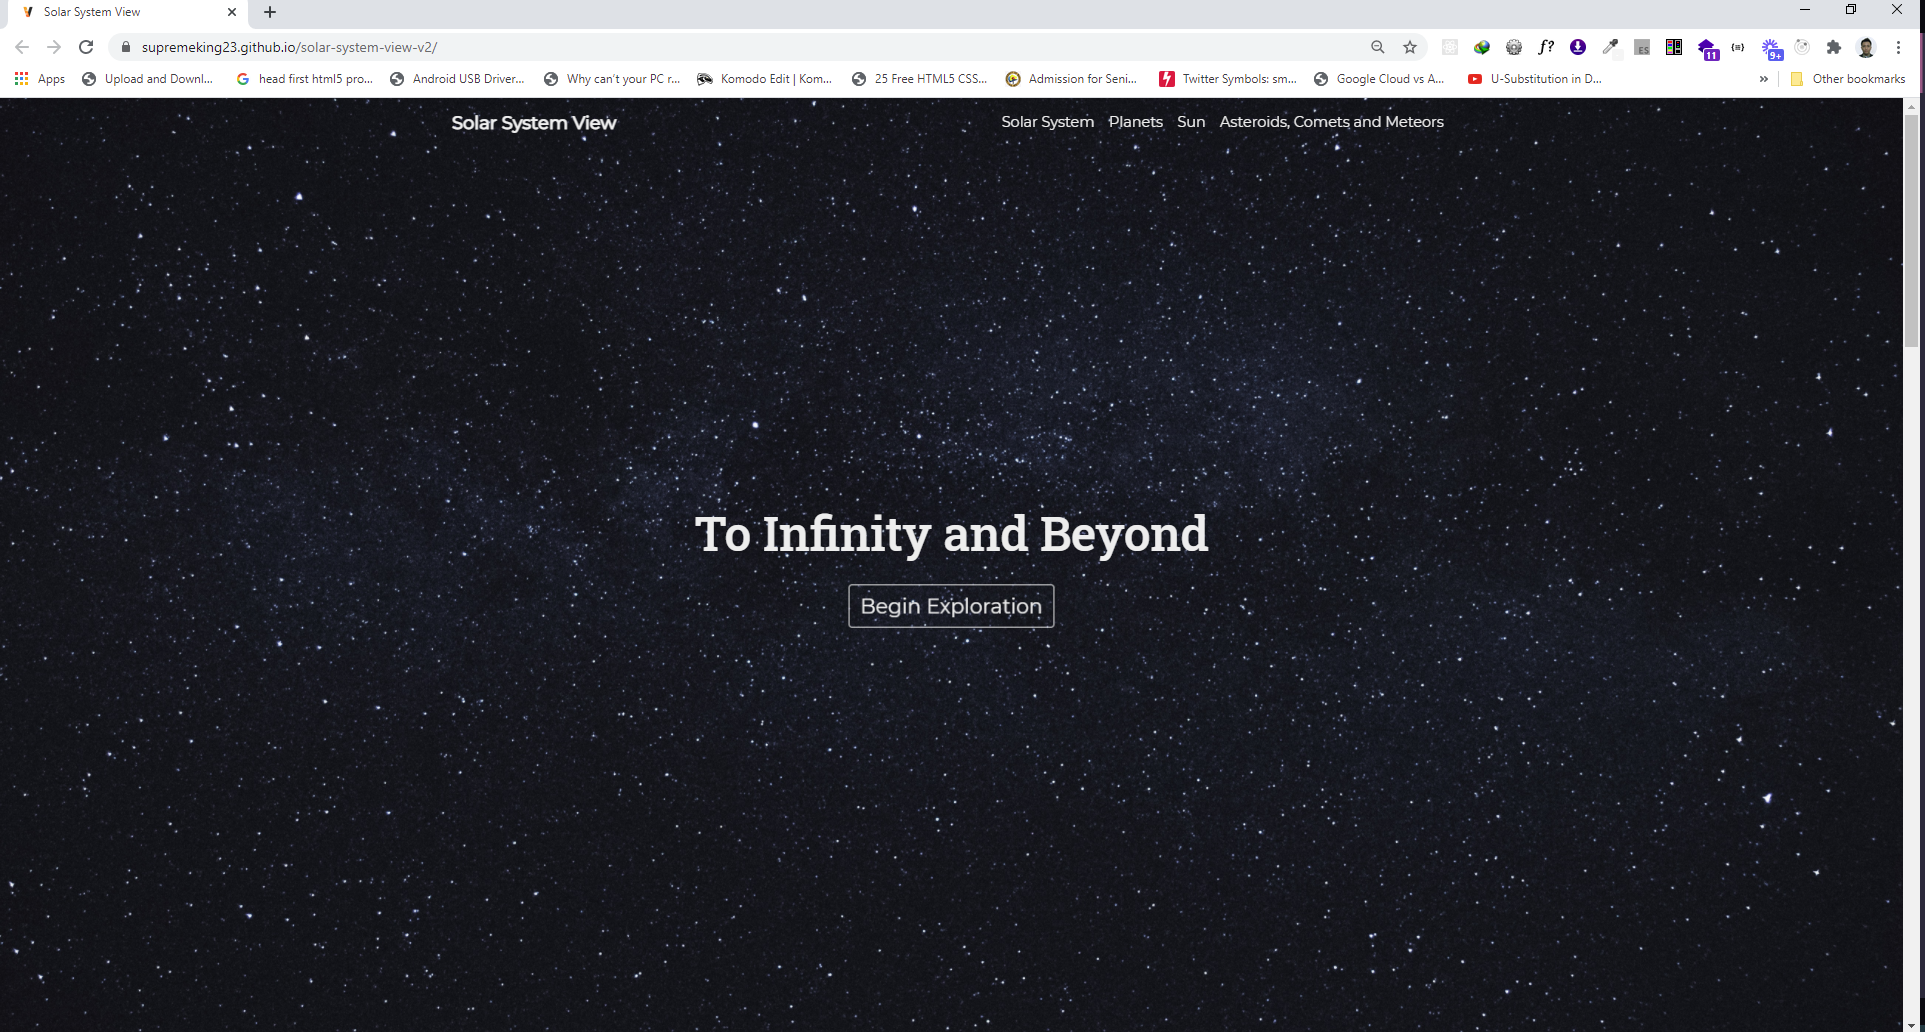 Solar System View
supremeking23.github.io/solar-system-view-v2/
f?
ES
11
{=}
9+
Apps Upload and Downl... head first html5 pro... Android USB Driver... Why can't your PC r... Komodo Edit | Kom... 25 Free HTML5 CSS... Admission for Seni... Twitter Symbols: sm... Google Cloud vs A... U-Substitution in D... » Other bookmarks
Solar System View Solar System Planets Sun Asteroids, Comets and Meteors
To Infinity and Beyond
Begin Exploration